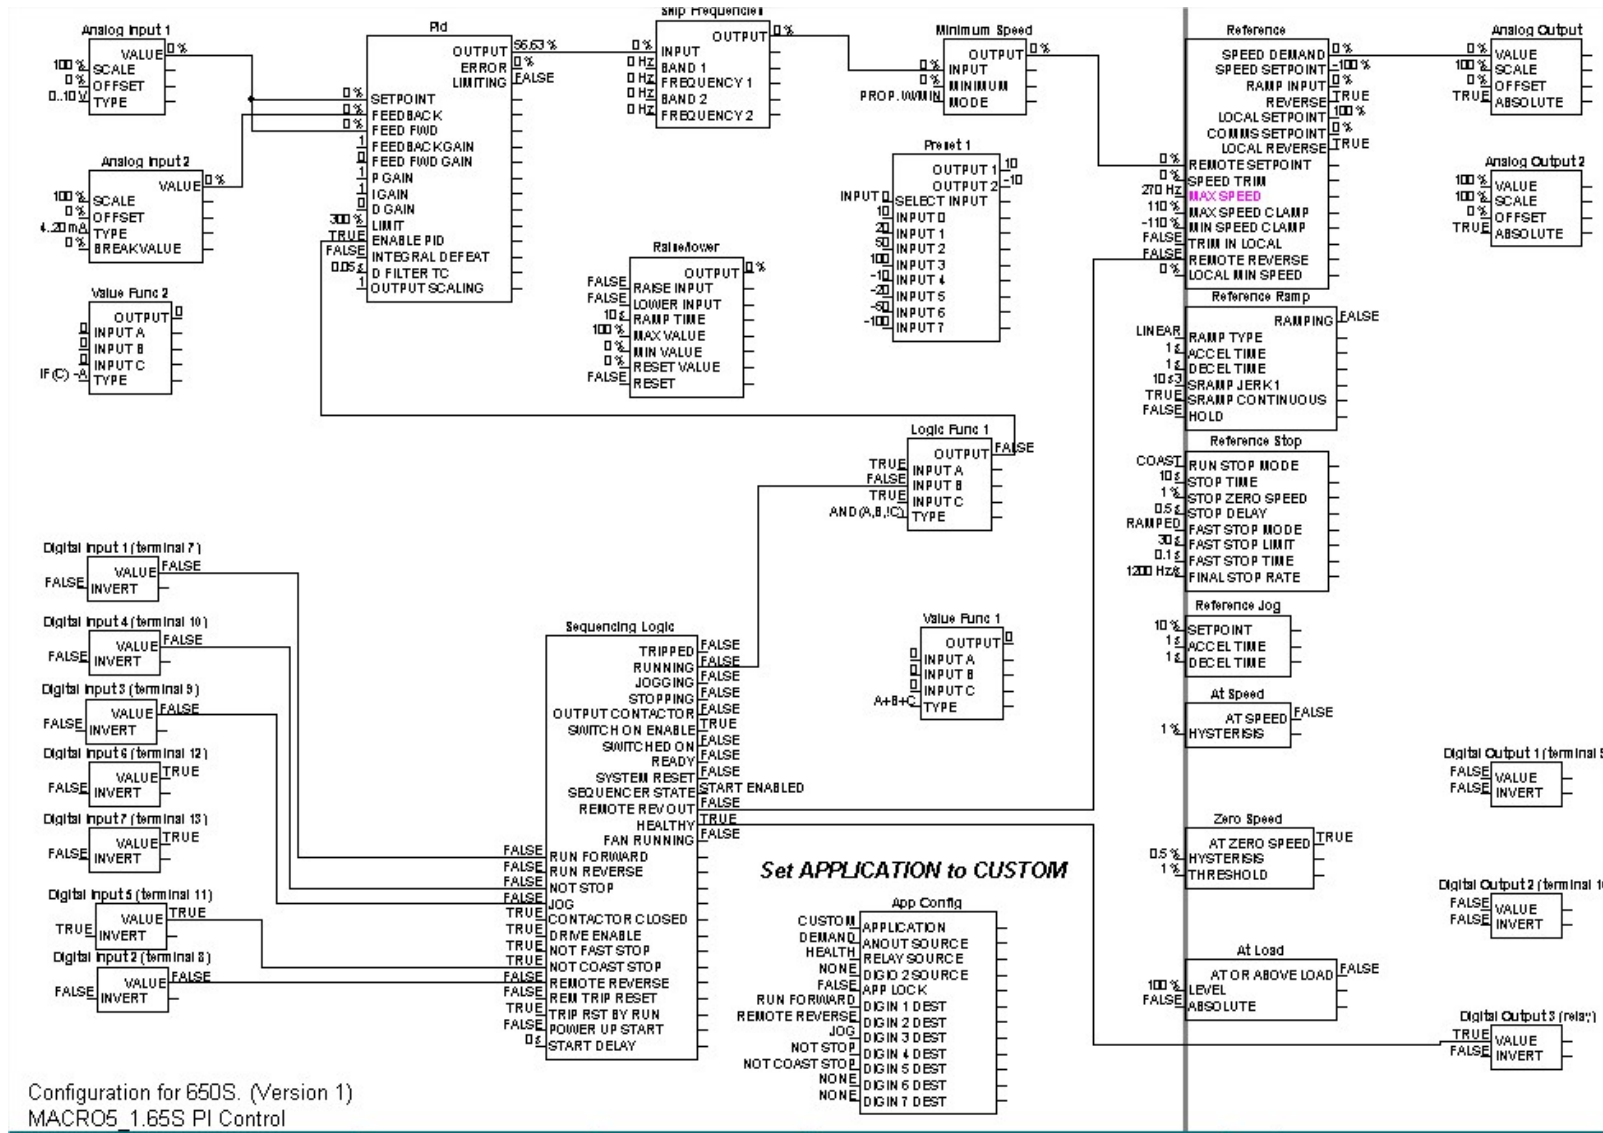 Analog Input 1
VALUE 0 %
100 % SCALE
0 % OFFSET
0..10 V TYPE
Analog Input 2
VALUE 0 %
100 % SCALE
0 % OFFSET
4..20 mA TYPE
0 % BREAK VALUE
Value Func 2
OUTPUT 0
0 INPUT A
0 INPUT B
0 INPUT C
IF(C) -A TYPE
Pid
OUTPUT 56.63 %
ERROR 0 %
LIMITING FALSE
0 % SETPOINT
0 % FEEDBACK
0 % FEED FWD
1 FEEDBACK GAIN
0 FEED FWD GAIN
1 P GAIN
1 I GAIN
0 D GAIN
300 % LIMIT
TRUE ENABLE PID
FALSE INTEGRAL DEFEAT
0.05 s D FILTER TC
1 OUTPUT SCALING
Skip Frequencies
OUTPUT 0 %
0 % INPUT
0 Hz BAND 1
0 Hz FREQUENCY 1
0 Hz BAND 2
0 Hz FREQUENCY 2
Raise/lower
OUTPUT 0 %
FALSE RAISE INPUT
FALSE LOWER INPUT
10 s RAMP TIME
100 % MAX VALUE
0 % MIN VALUE
0 % RESET VALUE
FALSE RESET
Minimum Speed
OUTPUT 0 %
0 % INPUT
0 % MINIMUM
PROP. W/MIN MODE
Preset 1
OUTPUT 1 10
OUTPUT 2 -10
INPUT 0 SELECT INPUT
10 INPUT 0
20 INPUT 1
50 INPUT 2
100 INPUT 3
-10 INPUT 4
-20 INPUT 5
-50 INPUT 6
-100 INPUT 7
Logic Func 1
OUTPUT FALSE
TRUE INPUT A
FALSE INPUT B
TRUE INPUT C
AND(A,B,!C) TYPE
Value Func 1
OUTPUT 0
0 INPUT A
0 INPUT B
0 INPUT C
A+B+C TYPE
Reference
SPEED DEMAND 0 %
SPEED SETPOINT -100 %
RAMP INPUT 0 %
REVERSE TRUE
LOCAL SETPOINT 100 %
COMMS SETPOINT 0 %
LOCAL REVERSE TRUE
0 % REMOTE SETPOINT
0 % SPEED TRIM
270 Hz MAX SPEED
110 % MAX SPEED CLAMP
-110 % MIN SPEED CLAMP
FALSE TRIM IN LOCAL
FALSE REMOTE REVERSE
0 % LOCAL MIN SPEED
Reference Ramp
RAMPING FALSE
LINEAR RAMP TYPE
1 s ACCEL TIME
1 s DECEL TIME
10 s3 SRAMP JERK 1
TRUE SRAMP CONTINUOUS
FALSE HOLD
Reference Stop
COAST RUN STOP MODE
10 s STOP TIME
1 % STOP ZERO SPEED
0.5 s STOP DELAY
RAMPED FAST STOP MODE
30 s FAST STOP LIMIT
0.1 s FAST STOP TIME
1200 Hz/s FINAL STOP RATE
Reference Jog
10 % SETPOINT
1 s ACCEL TIME
1 s DECEL TIME
At Speed
AT SPEED FALSE
1 % HYSTERISIS
Zero Speed
AT ZERO SPEED TRUE
0.5 % HYSTERISIS
1 % THRESHOLD
At Load
AT OR ABOVE LOAD FALSE
100 % LEVEL
FALSE ABSOLUTE
Analog Output
0 % VALUE
100 % SCALE
0 % OFFSET
TRUE ABSOLUTE
Analog Output 2
100 % VALUE
100 % SCALE
0 % OFFSET
TRUE ABSOLUTE
Digital Output 1 (terminal
FALSE VALUE
FALSE INVERT
Digital Output 2 (terminal
FALSE VALUE
FALSE INVERT
Digital Output 3 (relay)
TRUE VALUE
FALSE INVERT
Digital Input 1 (terminal 7)
VALUE FALSE
FALSE INVERT
Digital Input 4 (terminal 10)
VALUE FALSE
FALSE INVERT
Digital Input 3 (terminal 9)
VALUE FALSE
FALSE INVERT
Digital Input 6 (terminal 12)
VALUE TRUE
FALSE INVERT
Digital Input 7 (terminal 13)
VALUE TRUE
FALSE INVERT
Digital Input 5 (terminal 11)
VALUE TRUE
TRUE INVERT
Digital Input 2 (terminal 8)
VALUE FALSE
FALSE INVERT
Sequencing Logic
TRIPPED FALSE
RUNNING FALSE
JOGGING FALSE
STOPPING FALSE
OUTPUT CONTACTOR FALSE
SWITCH ON ENABLE TRUE
SWITCHED ON FALSE
READY FALSE
SYSTEM RESET FALSE
SEQUENCER STATE START ENABLED
REMOTE REV OUT FALSE
HEALTHY TRUE
FAN RUNNING FALSE
FALSE RUN FORWARD
FALSE RUN REVERSE
FALSE NOT STOP
FALSE JOG
TRUE CONTACTOR CLOSED
TRUE DRIVE ENABLE
TRUE NOT FAST STOP
TRUE NOT COAST STOP
FALSE REMOTE REVERSE
FALSE REM TRIP RESET
TRUE TRIP RST BY RUN
FALSE POWER UP START
0 s START DELAY
Set APPLICATION to CUSTOM
App Config
CUSTOM APPLICATION
DEMAND ANOUT SOURCE
HEALTH RELAY SOURCE
NONE DIGIO 2 SOURCE
FALSE APP LOCK
RUN FORWARD DIGIN 1 DEST
REMOTE REVERSE DIGIN 2 DEST
JOG DIGIN 3 DEST
NOT STOP DIGIN 4 DEST
NOT COAST STOP DIGIN 5 DEST
NONE DIGIN 6 DEST
NONE DIGIN 7 DEST
Configuration for 650S. (Version 1)
MACRO5_1.65S PI Control